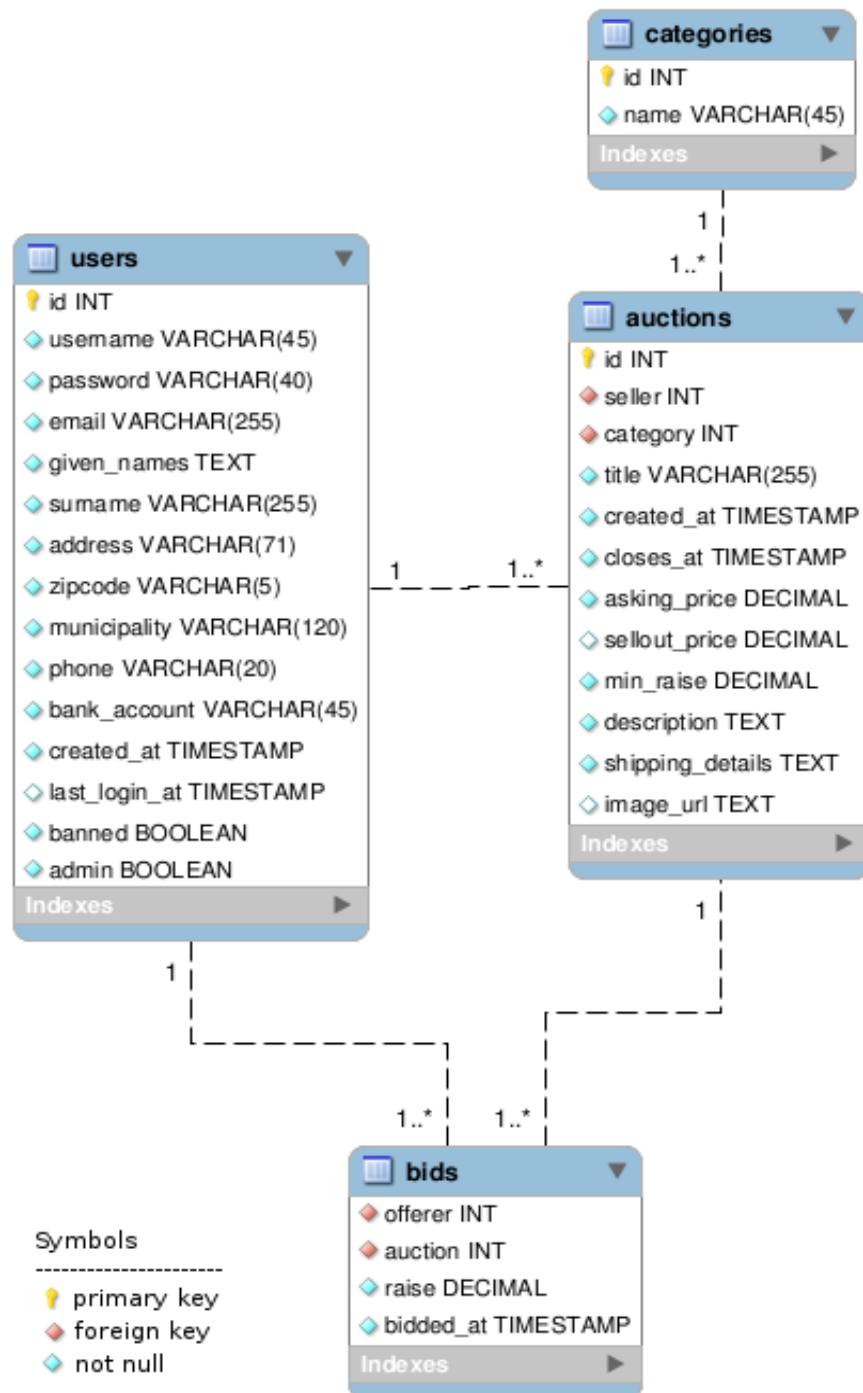 categories
id INT
name VARCHAR(45)
Indexes
1
1..*
users
id INT
username VARCHAR(45)
password VARCHAR(40)
email VARCHAR(255)
given_names TEXT
surname VARCHAR(255)
address VARCHAR(71)
zipcode VARCHAR(5)
municipality VARCHAR(120)
phone VARCHAR(20)
bank_account VARCHAR(45)
created_at TIMESTAMP
last_login_at TIMESTAMP
banned BOOLEAN
admin BOOLEAN
Indexes
1
1..*
auctions
id INT
seller INT
category INT
title VARCHAR(255)
created_at TIMESTAMP
closes_at TIMESTAMP
asking_price DECIMAL
sellout_price DECIMAL
min_raise DECIMAL
description TEXT
shipping_details TEXT
image_url TEXT
Indexes
1
1
1..*
1..*
bids
offerer INT
auction INT
raise DECIMAL
bidded_at TIMESTAMP
Indexes
Symbols
-----------------------
primary key
foreign key
not null